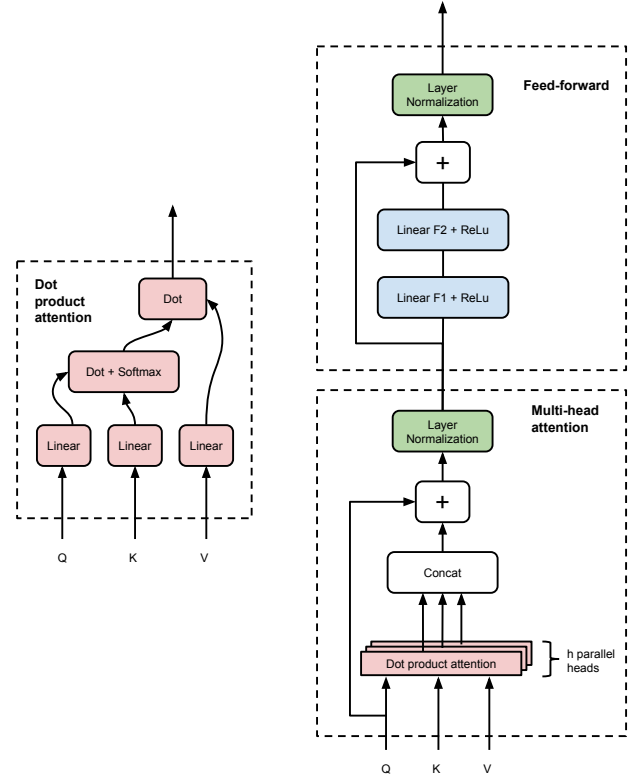 Dot
product
attention
Dot
Dot + Softmax
Linear
Linear
Linear
Q
K
V
Feed-forward
Layer
Normalization
+
Linear F2 + ReLu
Linear F1 + ReLu
Multi-head
attention
Layer
Normalization
+
Concat
Dot product attention
h parallel
heads
Q
K
V